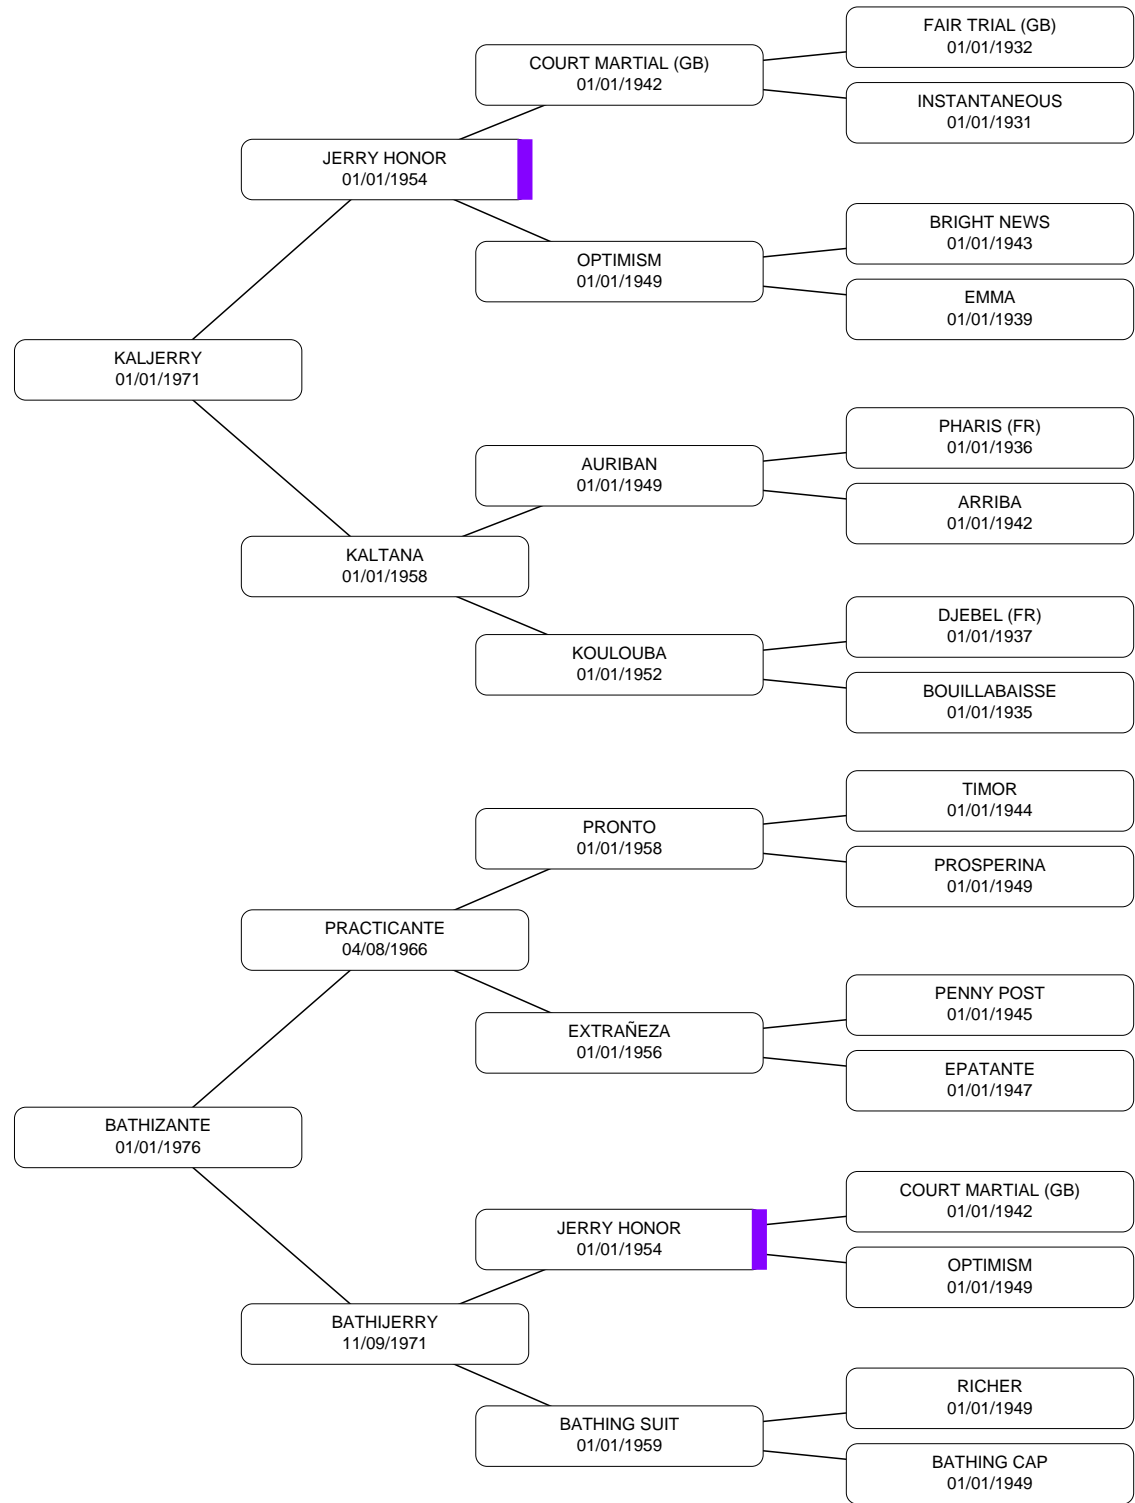 FAIR TRIAL (GB)
01/01/1932
COURT MARTIAL (GB)
01/01/1942
INSTANTANEOUS
01/01/1931
JERRY HONOR
01/01/1954
BRIGHT NEWS
01/01/1943
OPTIMISM
01/01/1949
EMMA
01/01/1939
KALJERRY
01/01/1971
PHARIS (FR)
01/01/1936
AURIBAN
01/01/1949
ARRIBA
01/01/1942
KALTANA
01/01/1958
DJEBEL (FR)
01/01/1937
KOULOUBA
01/01/1952
BOUILLABAISSE
01/01/1935
TIMOR
01/01/1944
PRONTO
01/01/1958
PROSPERINA
01/01/1949
PRACTICANTE
04/08/1966
PENNY POST
01/01/1945
EXTRAÑEZA
01/01/1956
EPATANTE
01/01/1947
BATHIZANTE
01/01/1976
COURT MARTIAL (GB)
01/01/1942
JERRY HONOR
01/01/1954
OPTIMISM
01/01/1949
BATHIJERRY
11/09/1971
RICHER
01/01/1949
BATHING SUIT
01/01/1959
BATHING CAP
01/01/1949